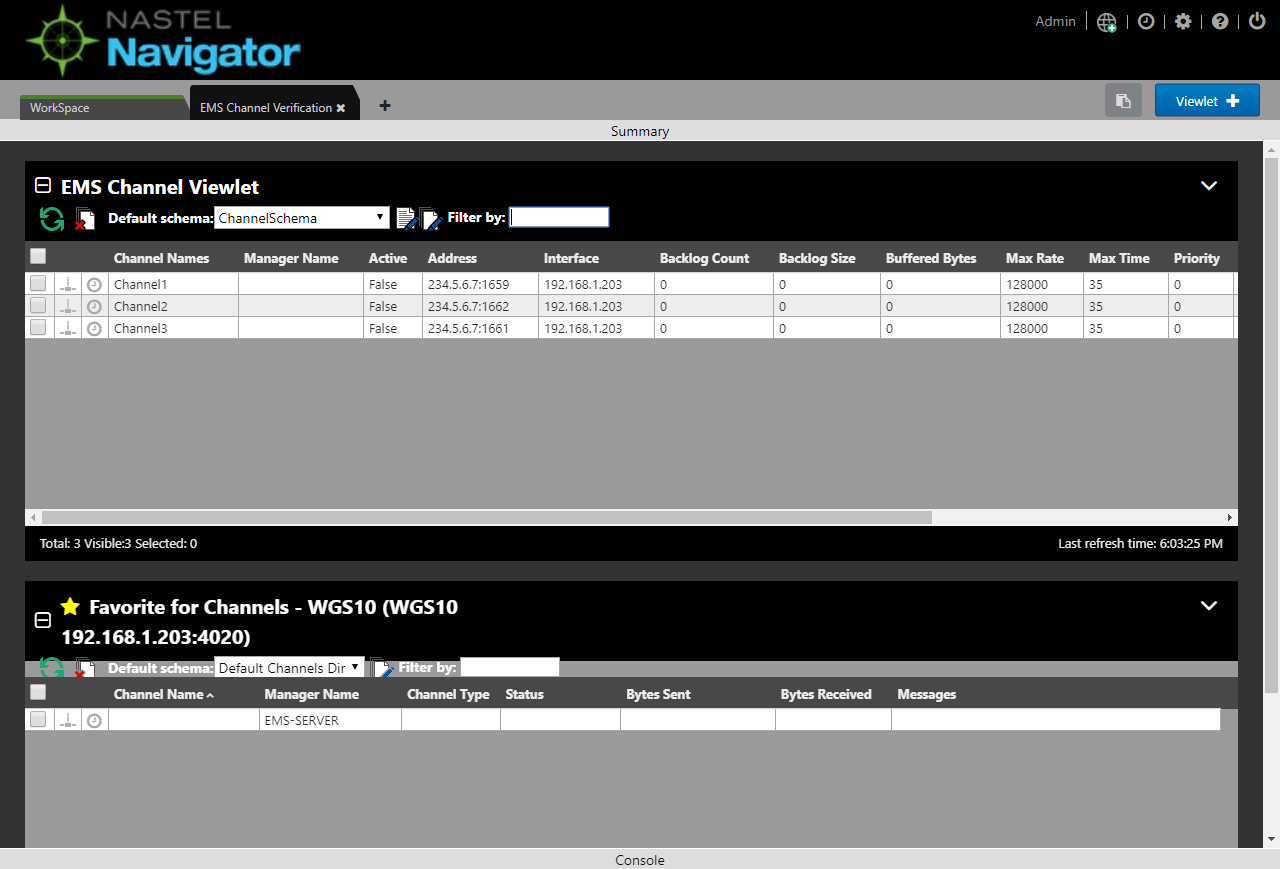 NASTEL
Navigator
Admin
WorkSpace
EMS Channel Verification
Viewlet
Summary
EMS Channel Viewlet
Default schema: ChannelSchema Filter by:
Channel Names Manager Name Active Address Interface Backlog Count Backlog Size Buffered Bytes Max Rate Max Time Priority
Channel1 False 234.5.6.7:1659 192.168.1.203 0 0 0 128000 35 0
Channel2 False 234.5.6.7:1662 192.168.1.203 0 0 0 128000 35 0
Channel3 False 234.5.6.7:1661 192.168.1.203 0 0 0 128000 35 0
Total: 3 Visible:3 Selected: 0 Last refresh time: 6:03:25 PM
Favorite for Channels - WGS10 (WGS10
192.168.1.203:4020)
Default schema: Default Channels Dir Filter by:
Channel Name Manager Name Channel Type Status Bytes Sent Bytes Received Messages
EMS-SERVER
Console